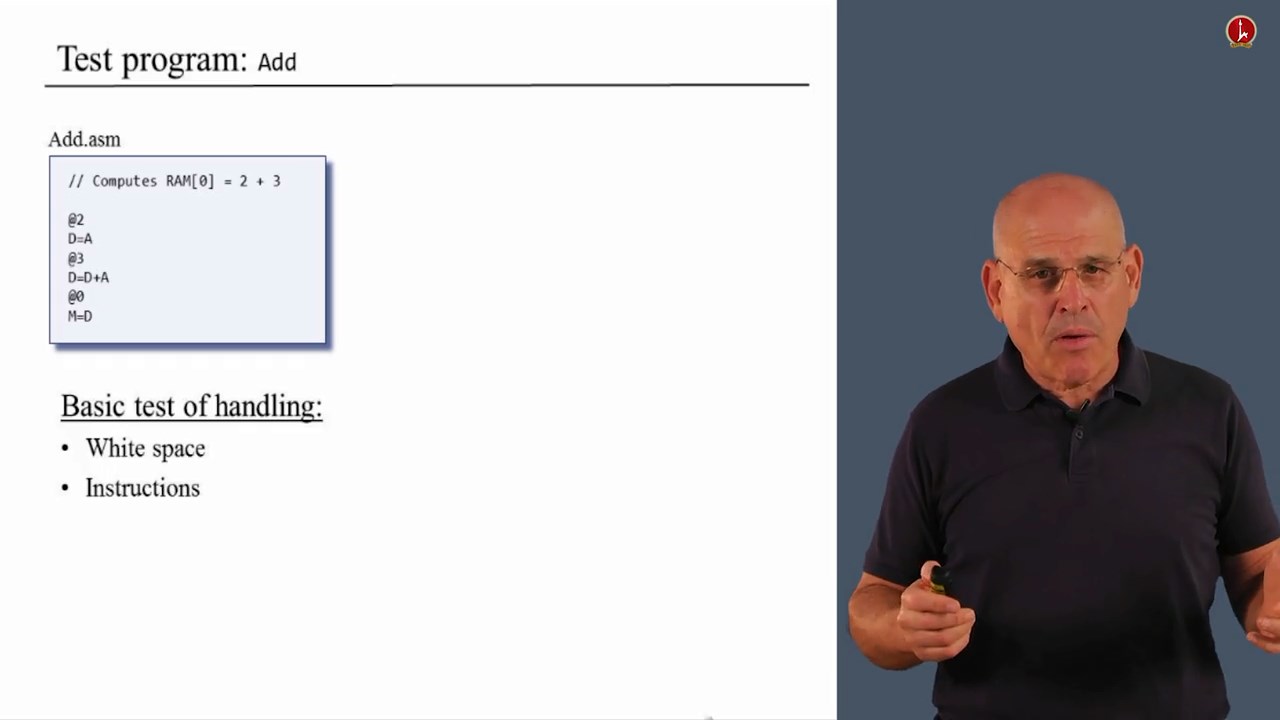 Test program: Add
Add.asm
// Computes RAM[0] = 2 + 3
@2
D=A
@3
D=D+A
@0
M=D
Basic test of handling:
• White space
• Instructions